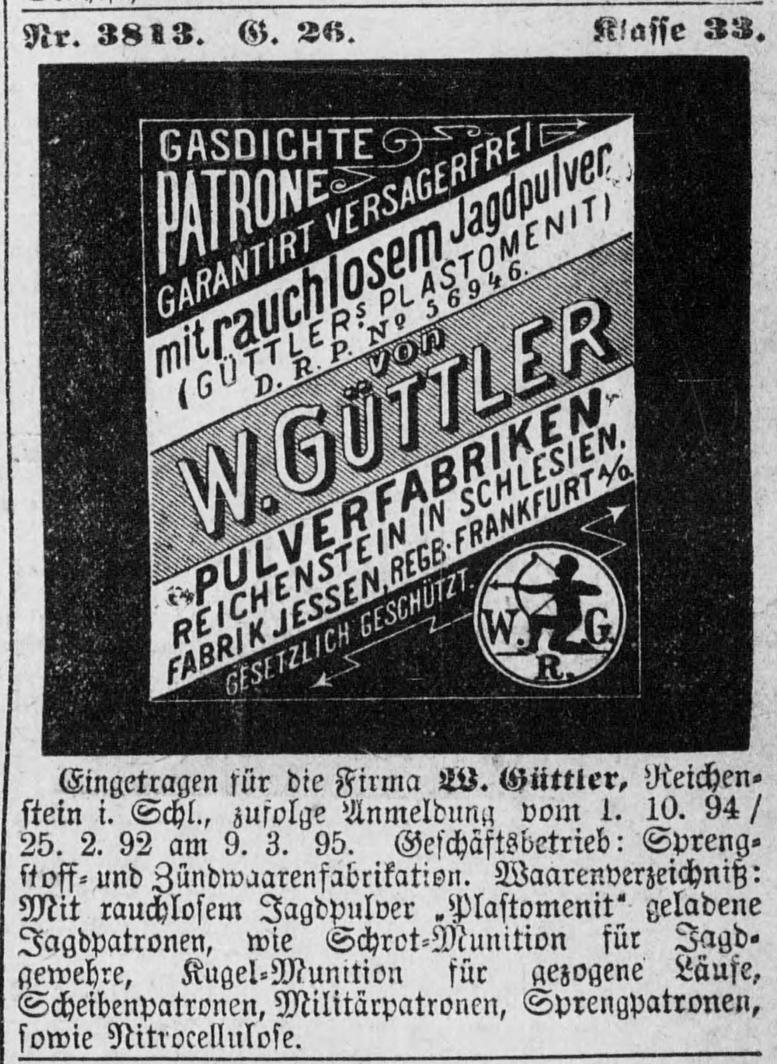 Nr. 3813. G. 26. Klasse 33.
GASDICHTE
PATRONE
GARANTIRT VERSAGERFREI
mit rauchlosem Jagdpulver
(GÜTTLERS PLASTOMENIT)
D. R. P. No 56946.
von
W. GÜTTLER
PULVERFABRIKEN
REICHENSTEIN IN SCHLESIEN.
FABRIK JESSEN, REGB. FRANKFURT A/O.
GESETZLICH GESCHÜTZT.
W. G.
R.
Eingetragen für die Firma W. Güttler, Reichen-
stein i. Schl., zufolge Anmeldung vom 1. 10. 94 /
25. 2. 92 am 9. 3. 95. Geschäftsbetrieb: Spreng-
stoff- und Zündwaarenfabrikation. Waarenverzeichniß:
Mit rauchlosem Jagdpulver „Plastomenit“ geladene
Jagdpatronen, wie Schrot-Munition für Jagd-
gewehre, Kugel-Munition für gezogene Läufe,
Scheibenpatronen, Militärpatronen, Sprengpatronen,
sowie Nitrocellulose.